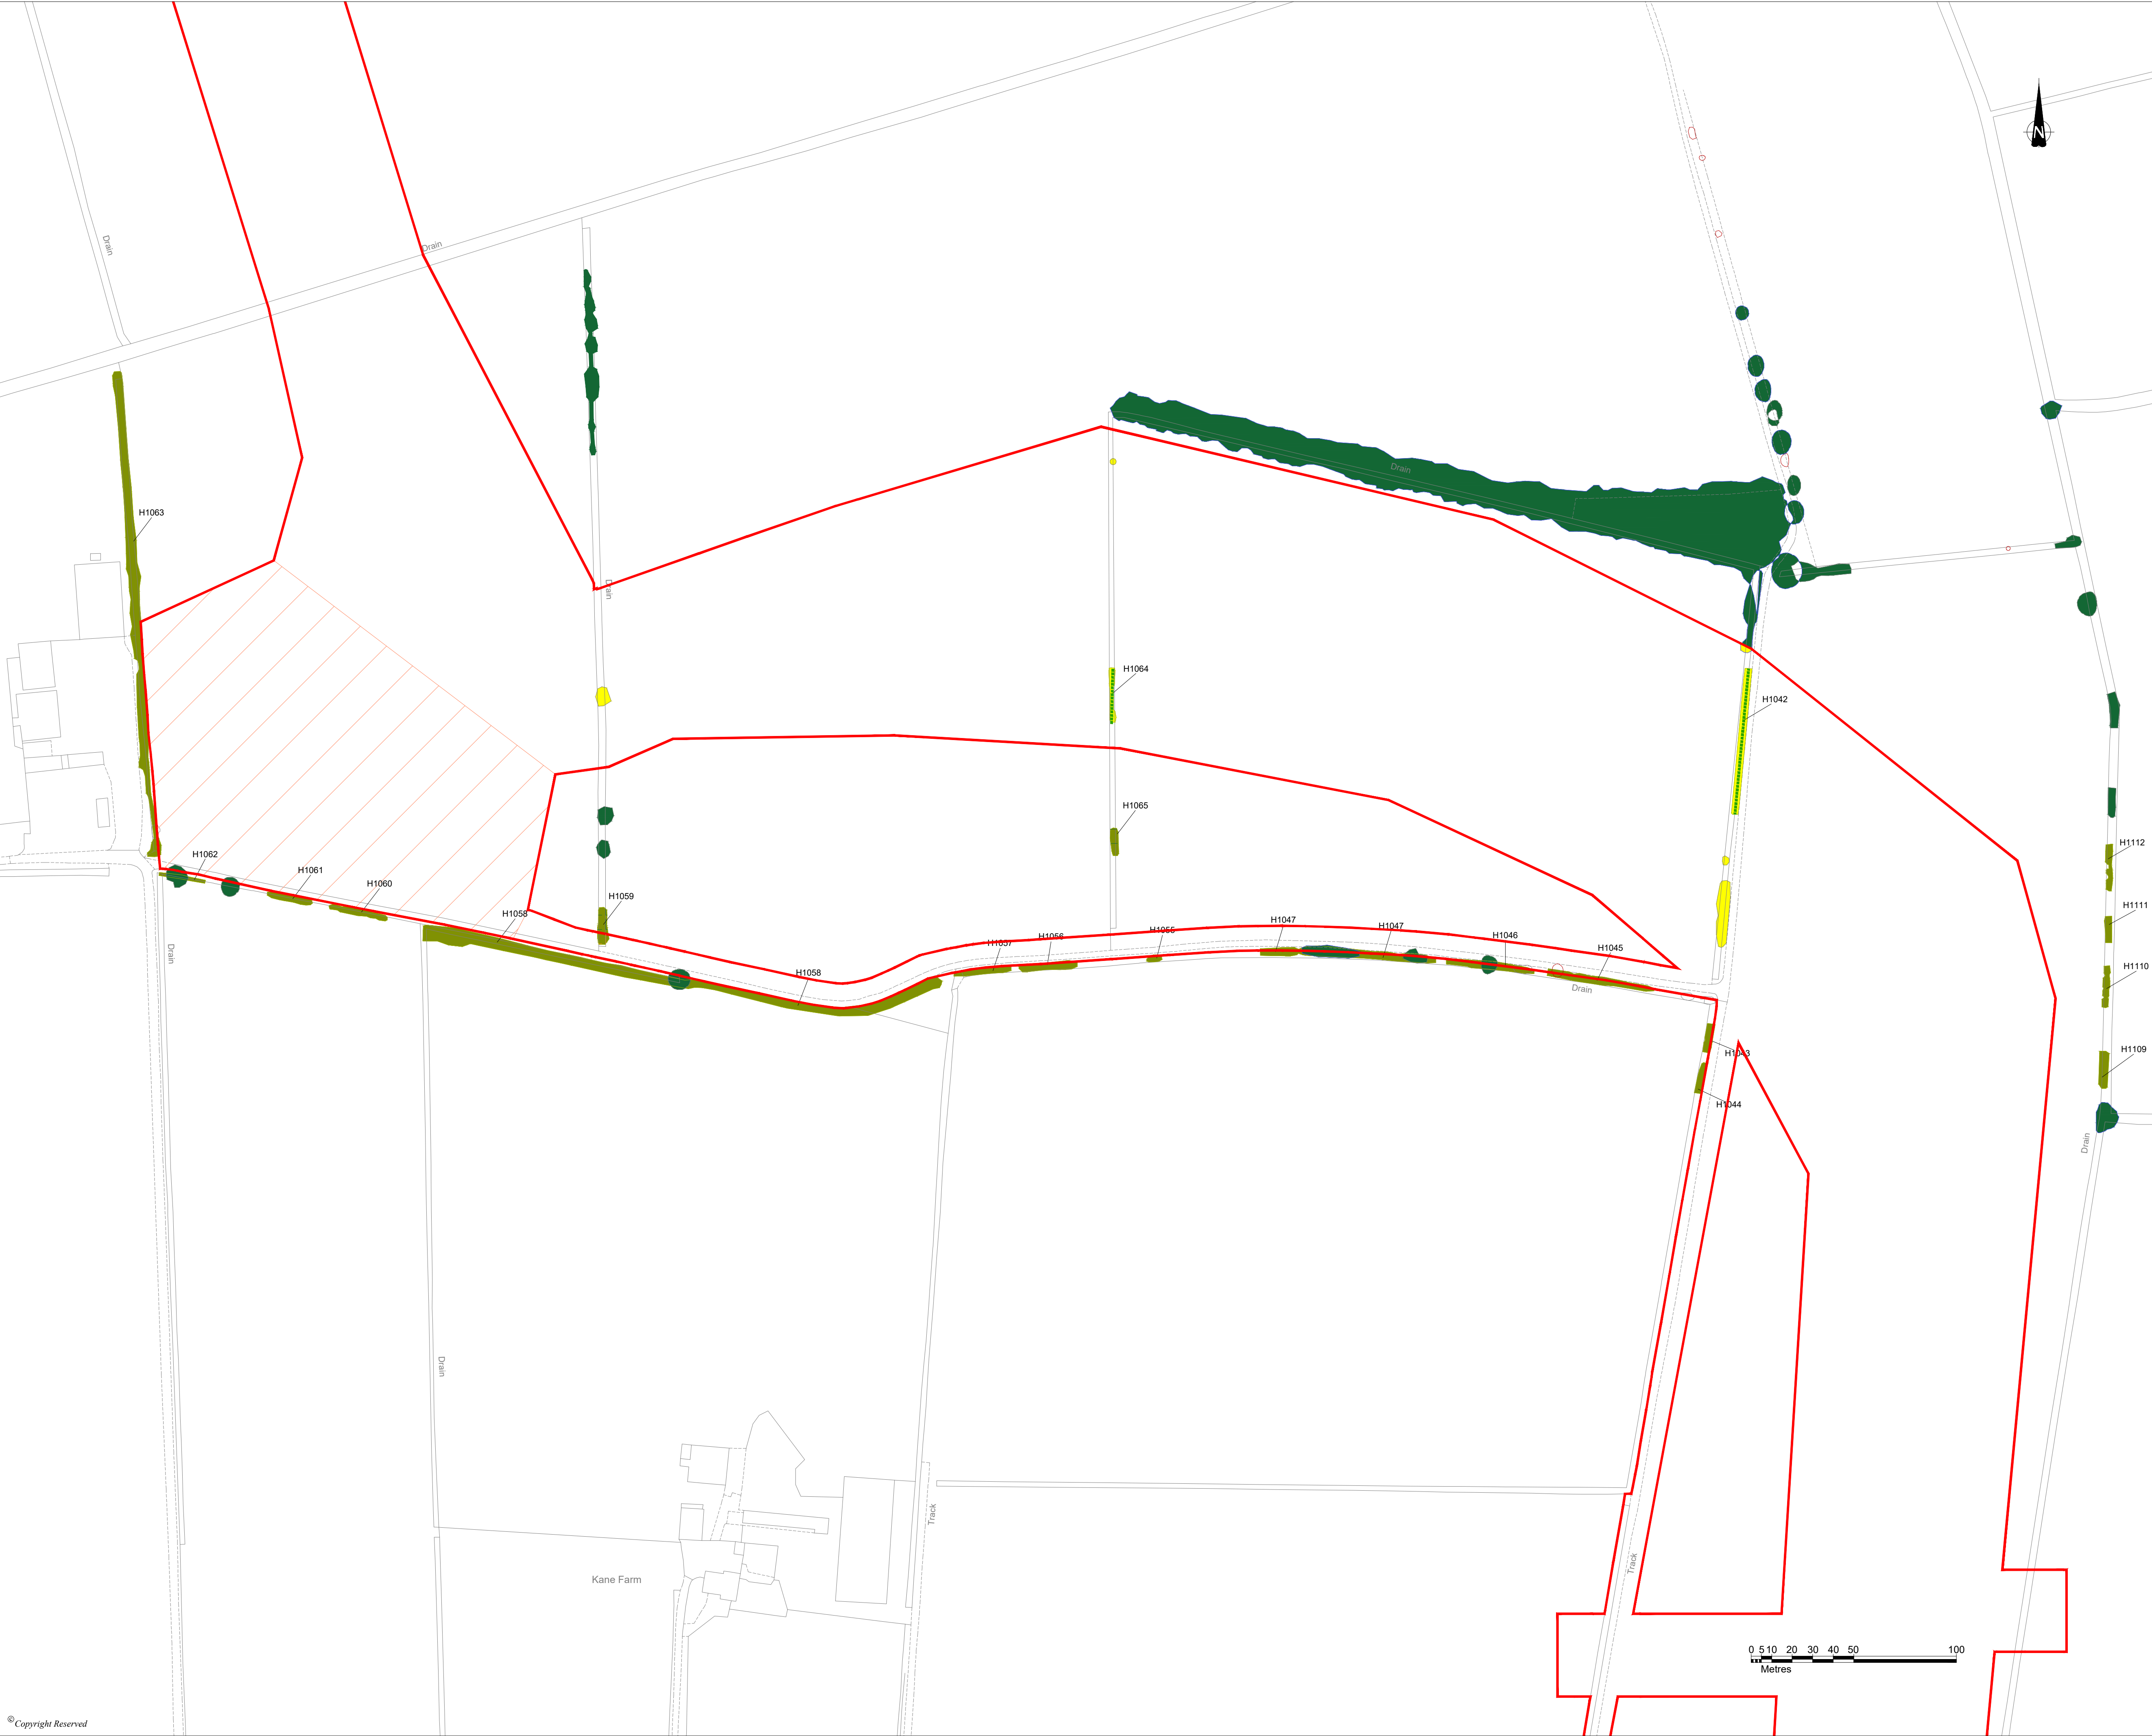 N
Drain
Drain
Drain
H1063
Drain
H1064
H1042
H1065
H1112
H1062
H1061
H1060
H1059
H1058
H1111
H1047
H1047
H1046
H1055
H1056
H1057
H1045
Drain
H1110
H1058
Drain
H1043
H1109
H1044
Drain
Drain
Track
Track
Kane Farm
0 5 10 20 30 40 50 100
Metres
© Copyright Reserved